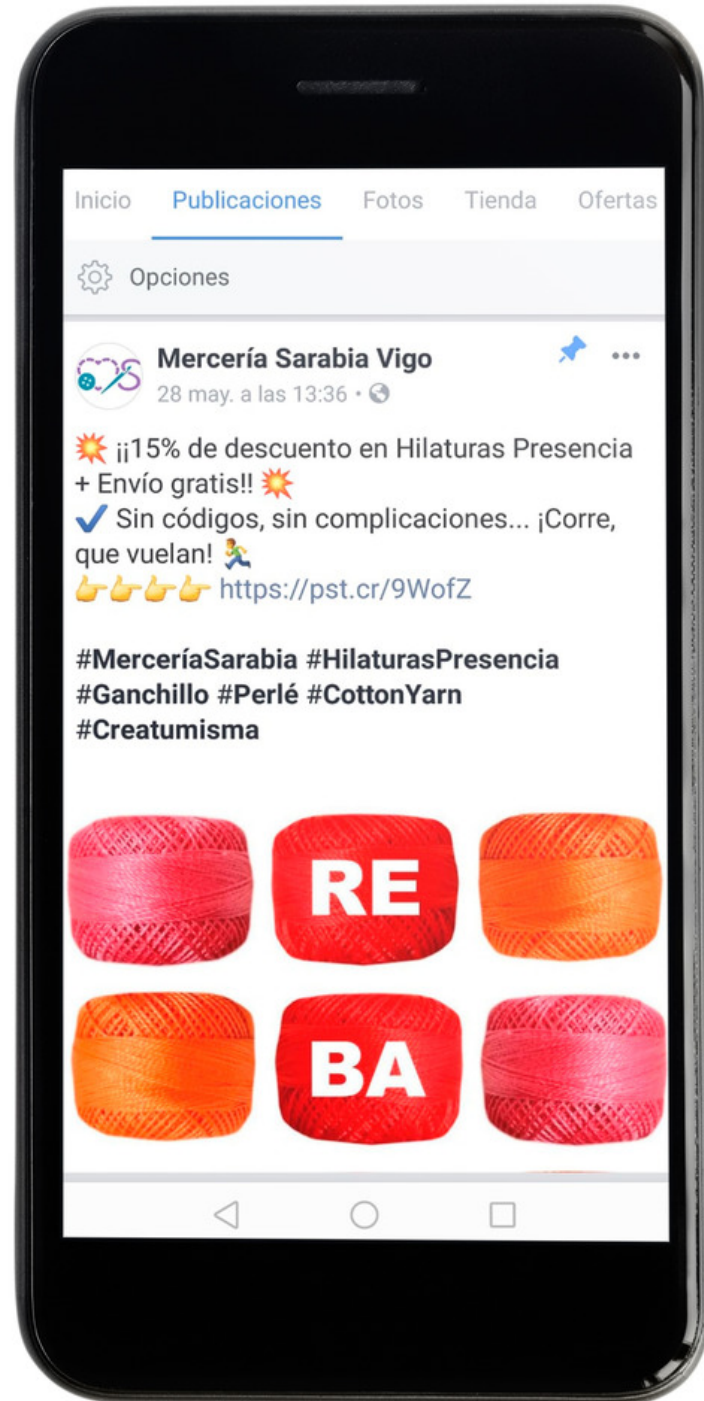 Inicio Publicaciones Fotos Tienda Ofertas
Opciones
Mercería Sarabia Vigo
28 may. a las 13:36 •
💥 ¡¡15% de descuento en Hilaturas Presencia
+ Envío gratis!! 💥
✔ Sin códigos, sin complicaciones... ¡Corre,
que vuelan! 🏃‍♂️
👉👉👉👉 https://pst.cr/9WofZ
#MerceríaSarabia #HilaturasPresencia
#Ganchillo #Perlé #CottonYarn
#Creatumisma
RE
BA